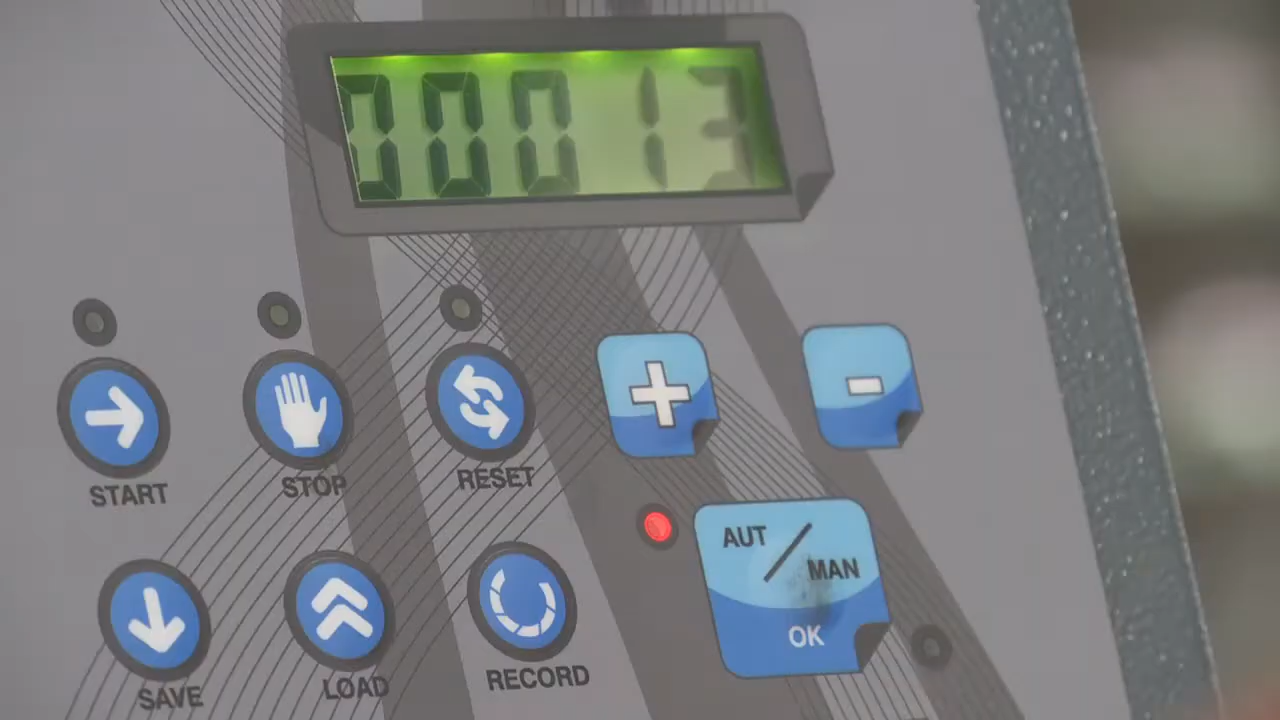 00013
START
STOP
RESET
+
-
AUT / MAN
OK
SAVE
LOAD
RECORD